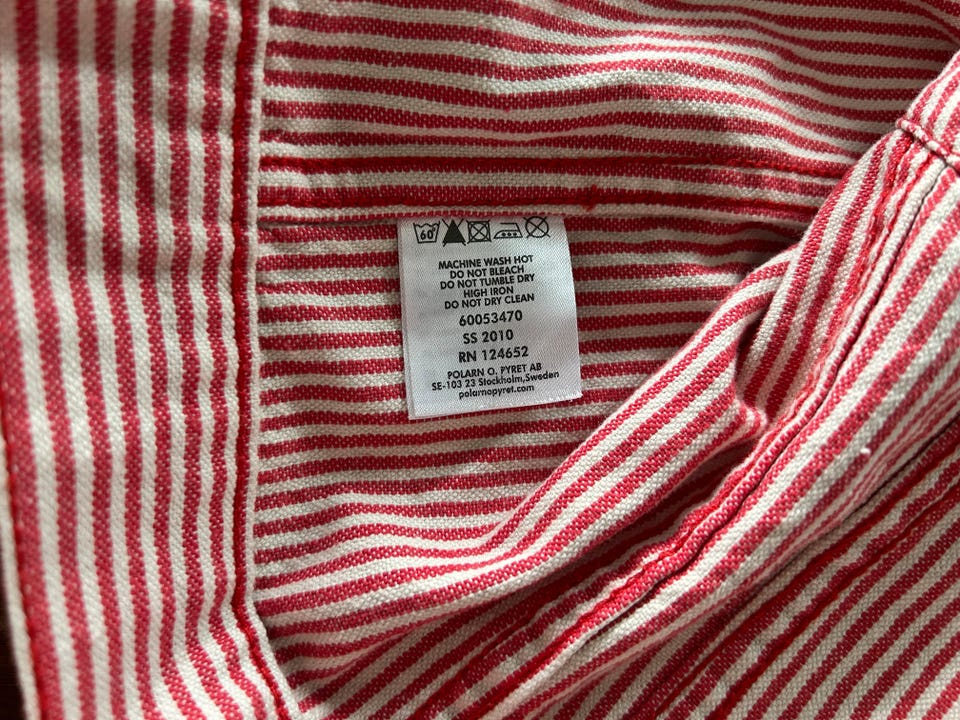 60
MACHINE WASH HOT
DO NOT BLEACH
DO NOT TUMBLE DRY
HIGH IRON
DO NOT DRY CLEAN
60053470
SS 2010
RN 124652
POLARN O. PYRET AB
SE-103 23 Stockholm,Sweden
polarnopyret.com